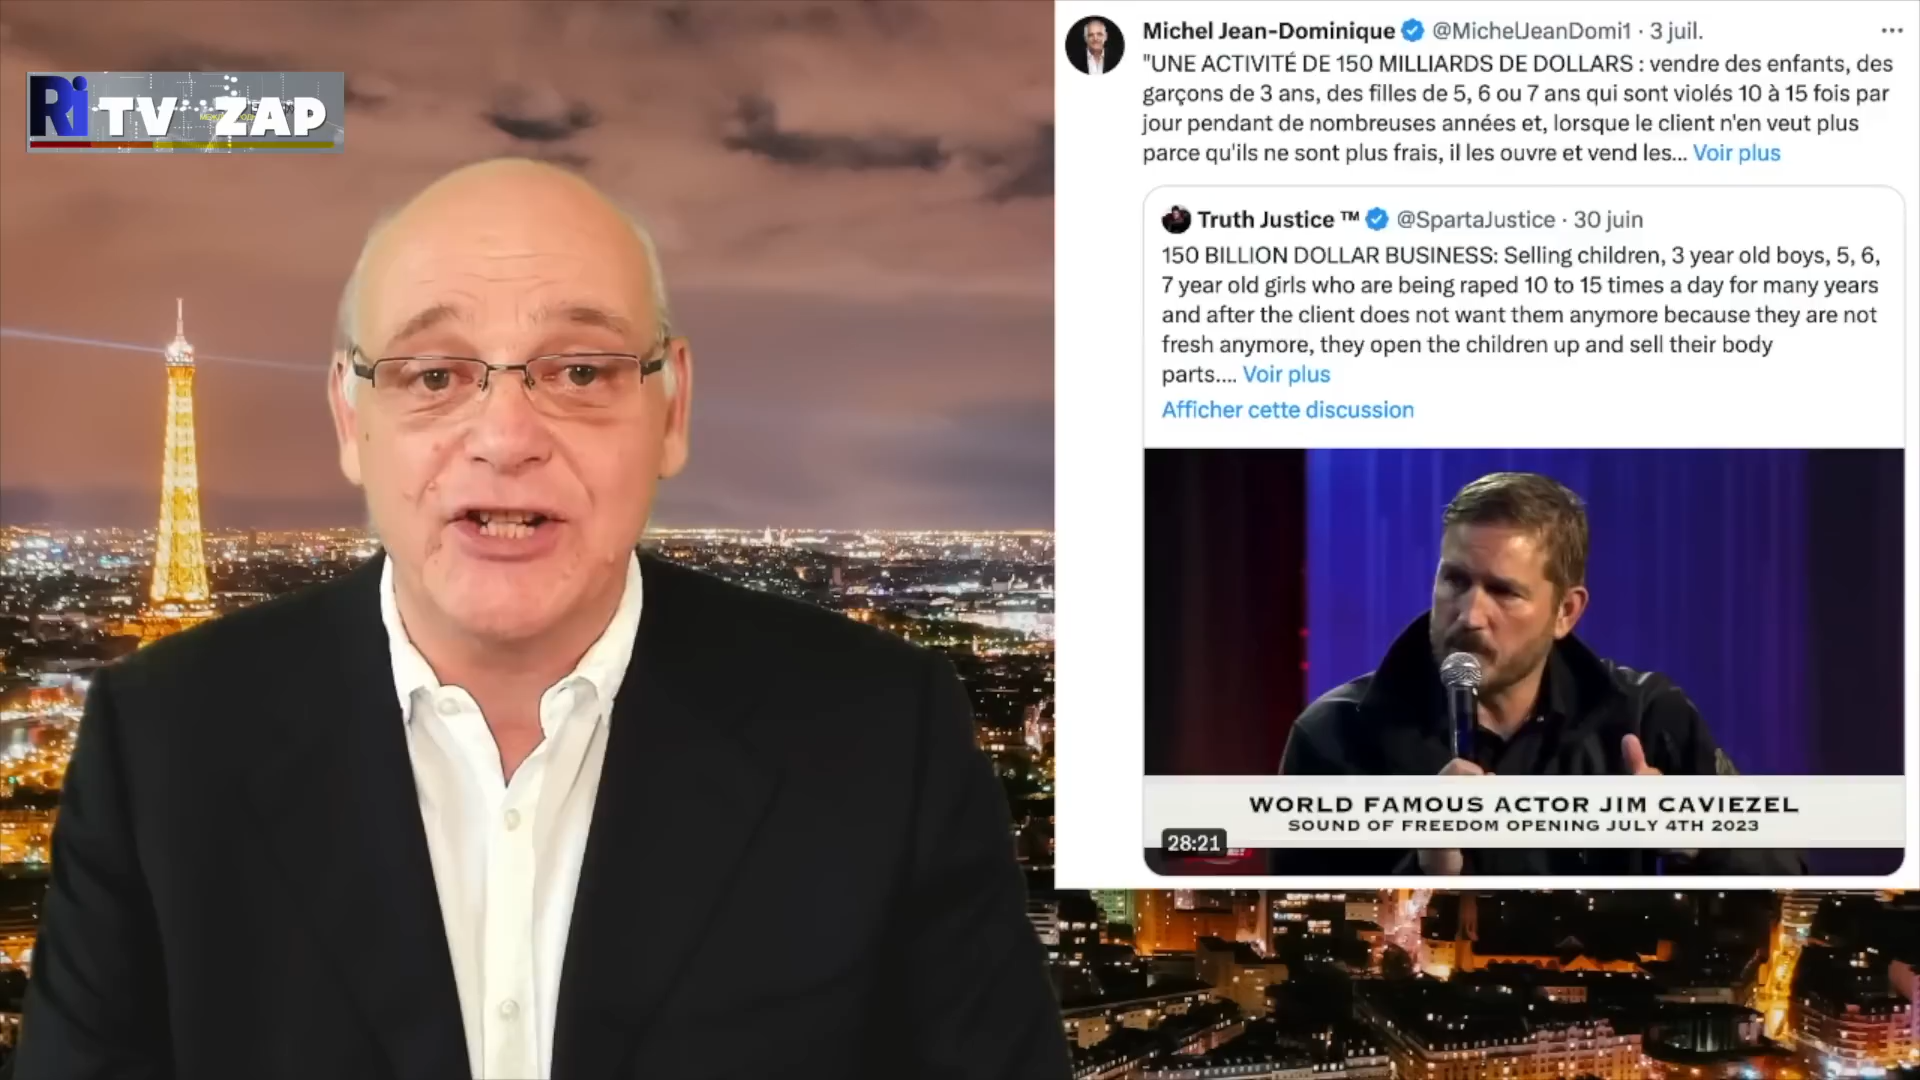 Ri TV ZAP
Michel Jean-Dominique @MichelJeanDomi1 · 3 juil.
"UNE ACTIVITÉ DE 150 MILLIARDS DE DOLLARS : vendre des enfants, des
garçons de 3 ans, des filles de 5, 6 ou 7 ans qui sont violés 10 à 15 fois par
jour pendant de nombreuses années et, lorsque le client n'en veut plus
parce qu'ils ne sont plus frais, il les ouvre et vend les... Voir plus
Truth Justice ™ @SpartaJustice · 30 juin
150 BILLION DOLLAR BUSINESS: Selling children, 3 year old boys, 5, 6,
7 year old girls who are being raped 10 to 15 times a day for many years
and after the client does not want them anymore because they are not
fresh anymore, they open the children up and sell their body
parts.... Voir plus
Afficher cette discussion
WORLD FAMOUS ACTOR JIM CAVIEZEL
SOUND OF FREEDOM OPENING JULY 4TH 2023
28:21